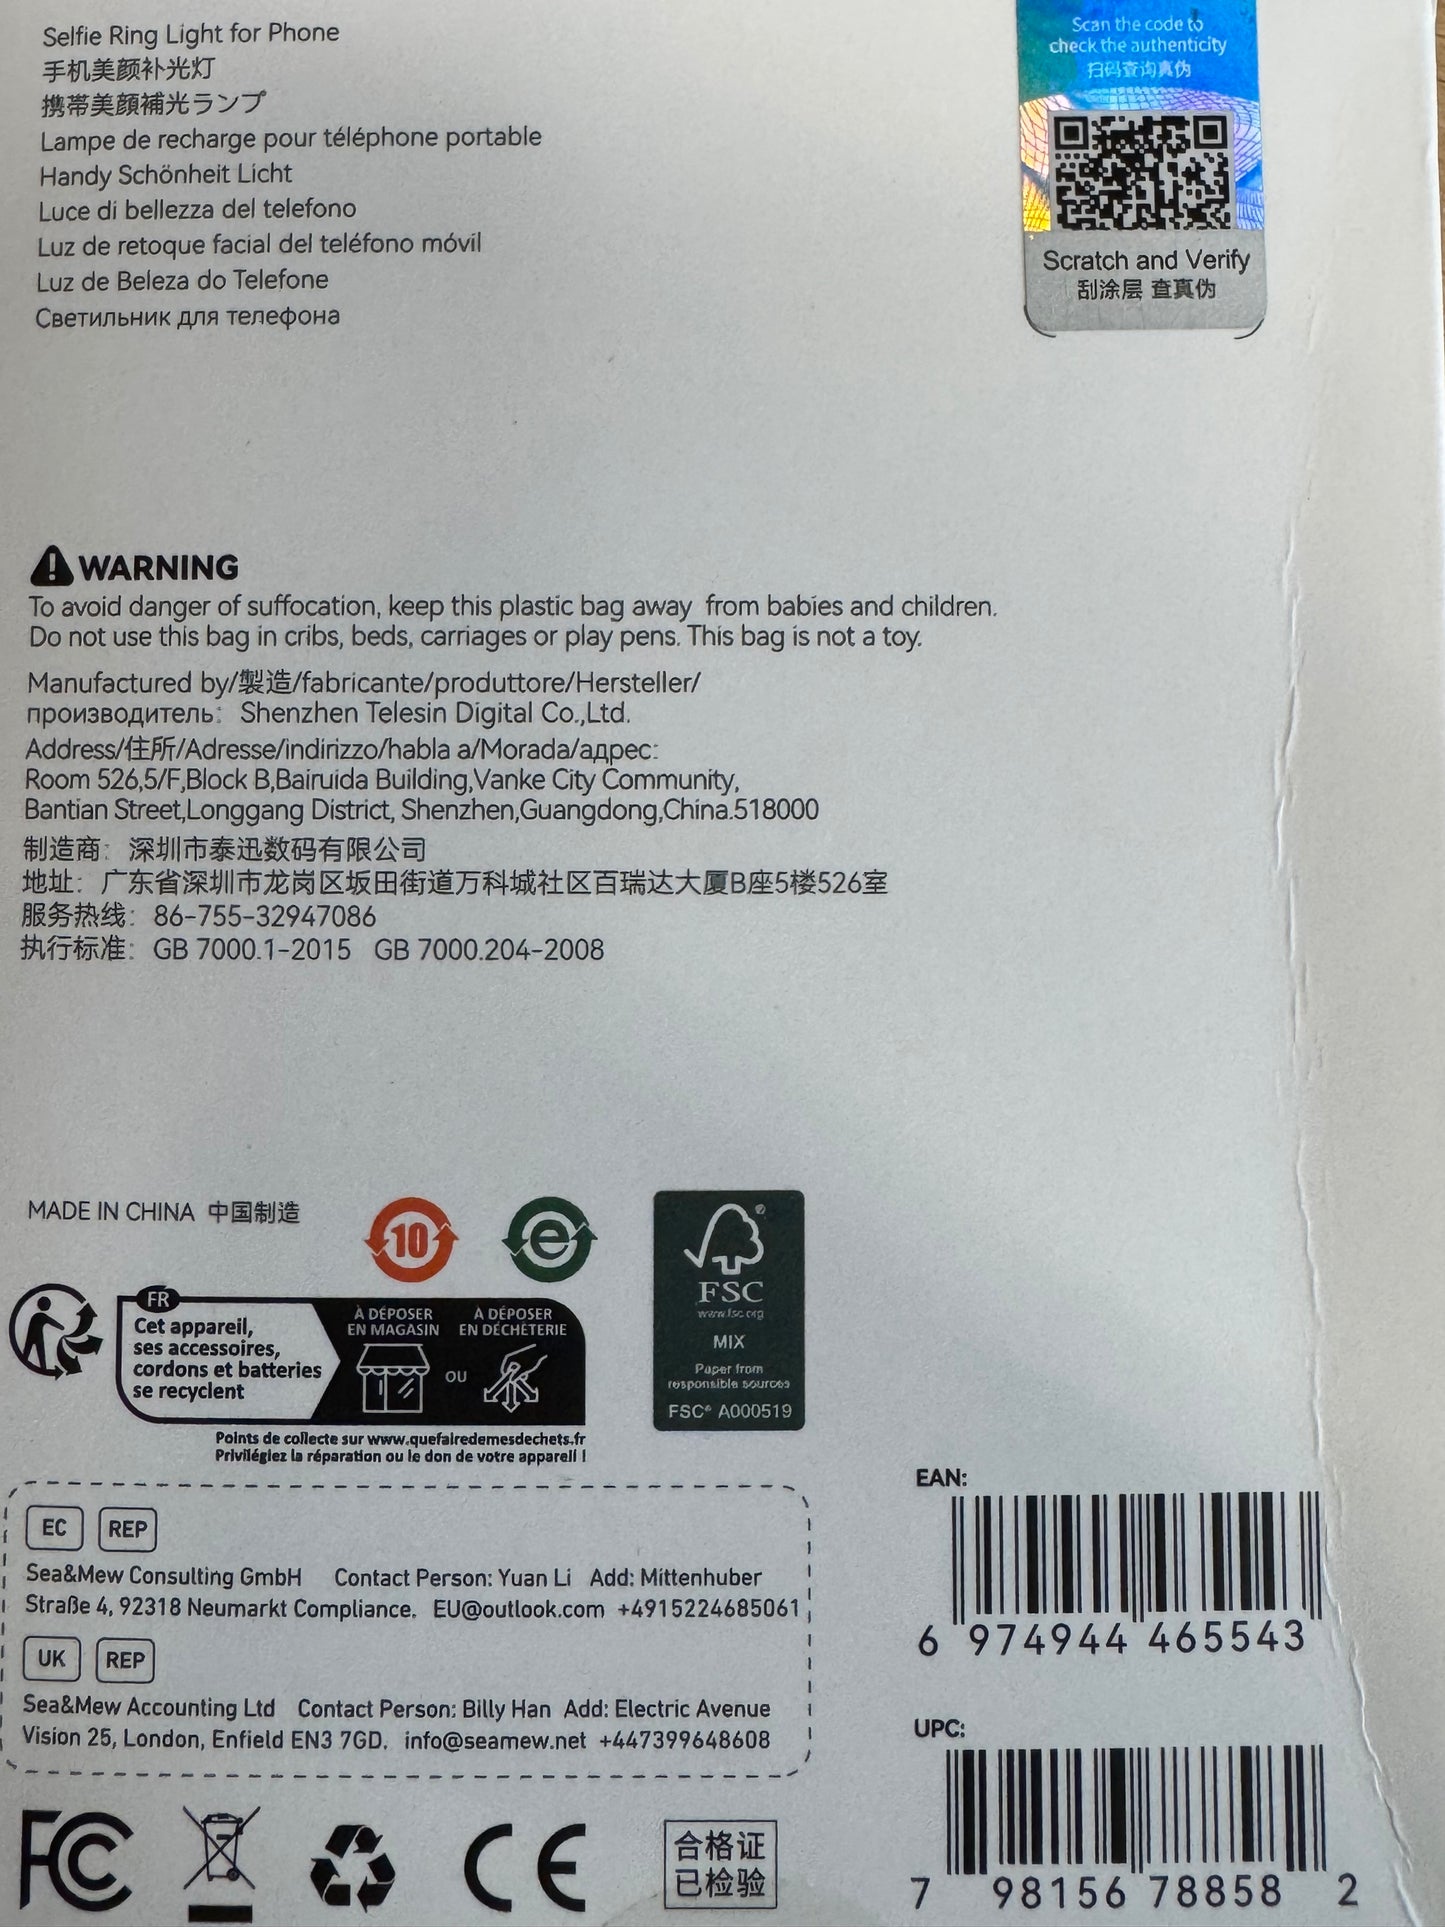 Selfie Ring Light for Phone
手机美颜补光灯
携帯美顔補光ランプ
Lampe de recharge pour téléphone portable
Handy Schönheit Licht
Luce di bellezza del telefono
Luz de retoque facial del teléfono móvil
Luz de Beleza do Telefone
Светильник для телефона
Scan the code to
check the authenticity
扫码查询真伪
Scratch and Verify
刮涂层 查真伪
WARNING
To avoid danger of suffocation, keep this plastic bag away from babies and children.
Do not use this bag in cribs, beds, carriages or play pens. This bag is not a toy.
Manufactured by/製造/fabricante/produttore/Hersteller/
производитель: Shenzhen Telesin Digital Co.,Ltd.
Address/住所/Adresse/indirizzo/habla a/Morada/адрес:
Room 526,5/F,Block B,Bairuida Building,Vanke City Community,
Bantian Street,Longgang District, Shenzhen,Guangdong,China.518000
制造商: 深圳市泰迅数码有限公司
地址: 广东省深圳市龙岗区坂田街道万科城社区百瑞达大厦B座5楼526室
服务热线: 86-755-32947086
执行标准: GB 7000.1-2015 GB 7000.204-2008
MADE IN CHINA 中国制造
10
e
FSC®
www.fsc.org
MIX
Paper from
responsible sources
FSC® A000519
FR
Cet appareil,
ses accessoires,
cordons et batteries
se recyclent
À DÉPOSER
EN MAGASIN
OU
À DÉPOSER
EN DÉCHÈTERIE
Points de collecte sur www.quefairedemesdechets.fr
Privilégiez la réparation ou le don de votre appareil !
EC REP
Sea&Mew Consulting GmbH Contact Person: Yuan Li Add: Mittenhuber
Straße 4, 92318 Neumarkt Compliance. EU@outlook.com +4915224685061
UK REP
Sea&Mew Accounting Ltd Contact Person: Billy Han Add: Electric Avenue
Vision 25, London, Enfield EN3 7GD. info@seamew.net +447399648608
EAN:
6 974944 465543
UPC:
7 98156 78858 2
FC
CE
合格证
已检验